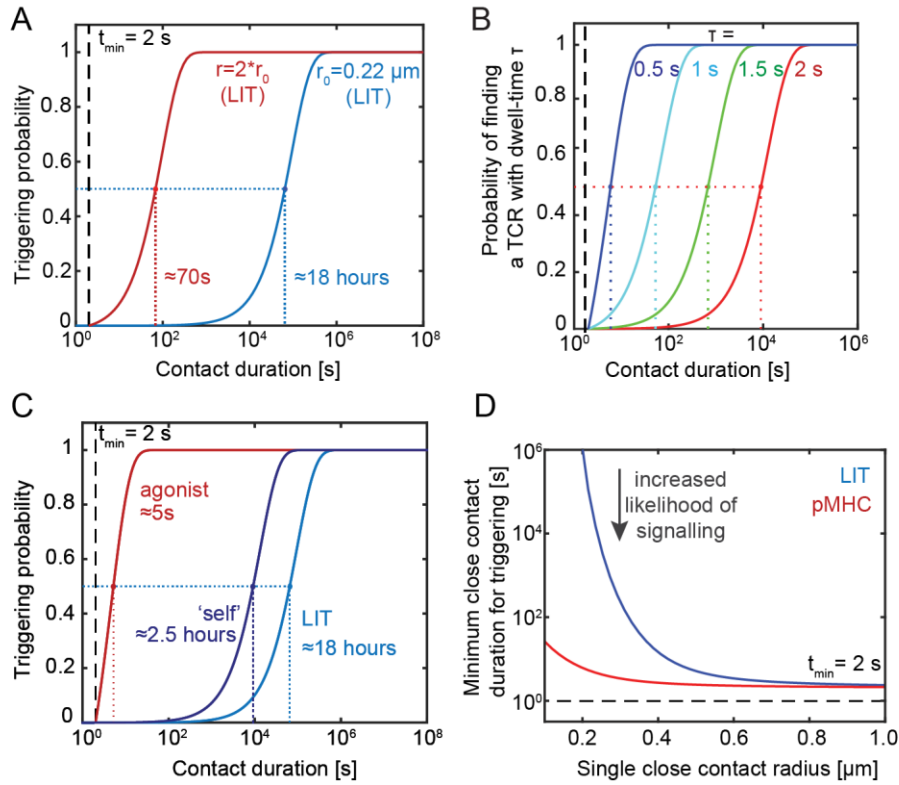 A
t_min = 2 s
r=2*r₀
(LIT)
r₀=0.22 µm
(LIT)
≈70s
≈18 hours
Triggering probability
1
0.8
0.6
0.4
0.2
0
10⁰
10²
10⁴
10⁶
10⁸
Contact duration [s]
B
τ =
0.5 s
1 s
1.5 s
2 s
Probability of finding
a TCR with dwell-time τ
1
0.8
0.6
0.4
0.2
0
10⁰
10²
10⁴
10⁶
Contact duration [s]
C
t_min = 2 s
agonist
≈5s
'self'
≈2.5 hours
LIT
≈18 hours
Triggering probability
1
0.8
0.6
0.4
0.2
0
10⁰
10²
10⁴
10⁶
10⁸
Contact duration [s]
D
increased
likelihood of
signalling
LIT
pMHC
t_min = 2 s
Minimum close contact
duration for triggering [s]
10⁶
10⁴
10²
10⁰
0.2
0.4
0.6
0.8
1.0
Single close contact radius [µm]